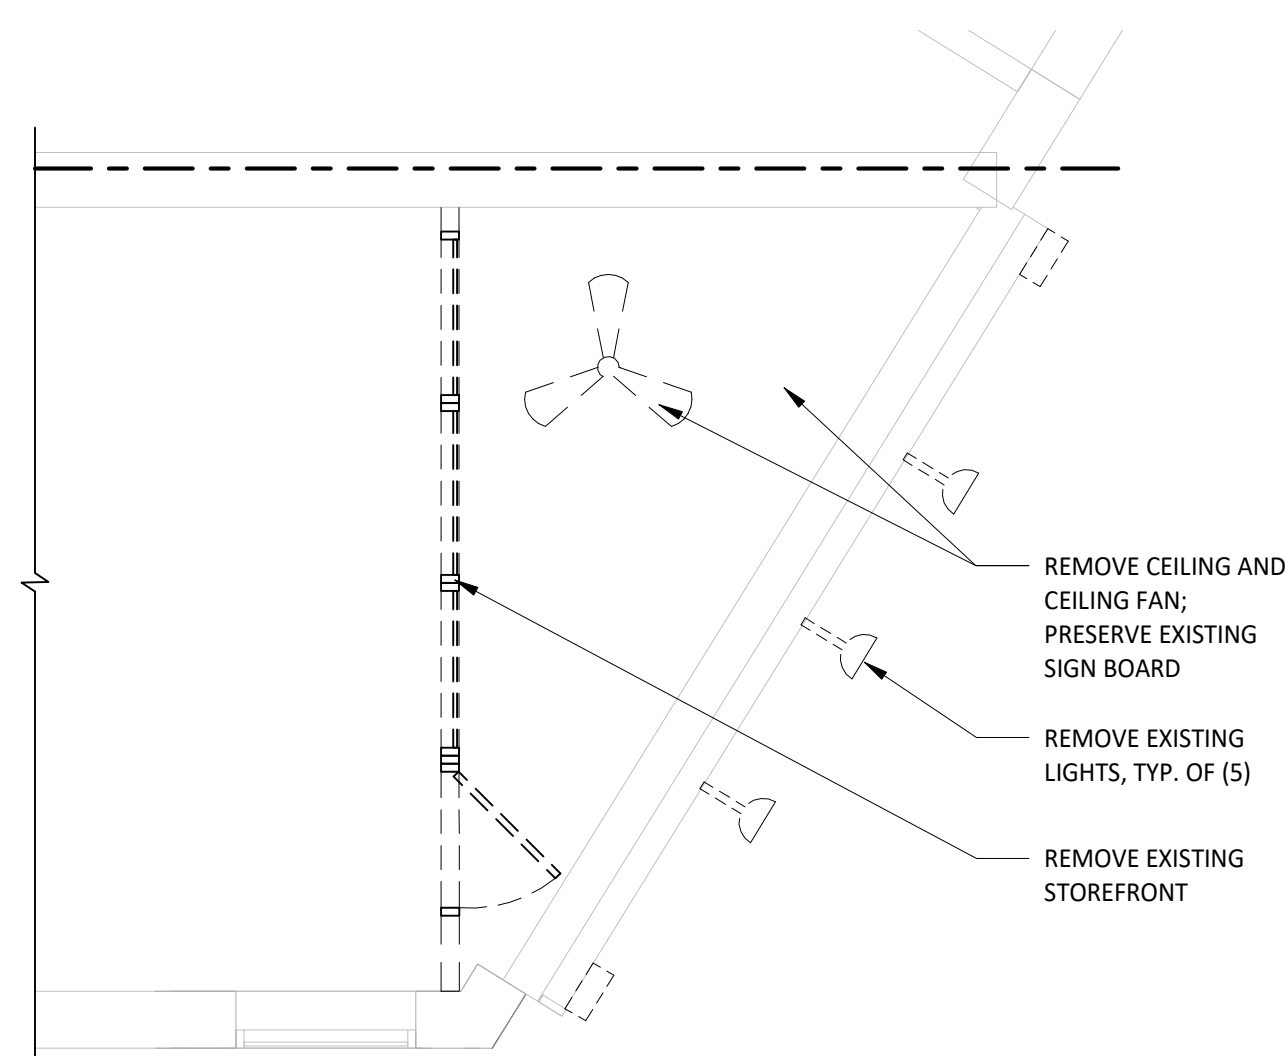 REMOVE CEILING AND
CEILING FAN;
PRESERVE EXISTING
SIGN BOARD
REMOVE EXISTING
LIGHTS, TYP. OF (5)
REMOVE EXISTING
STOREFRONT